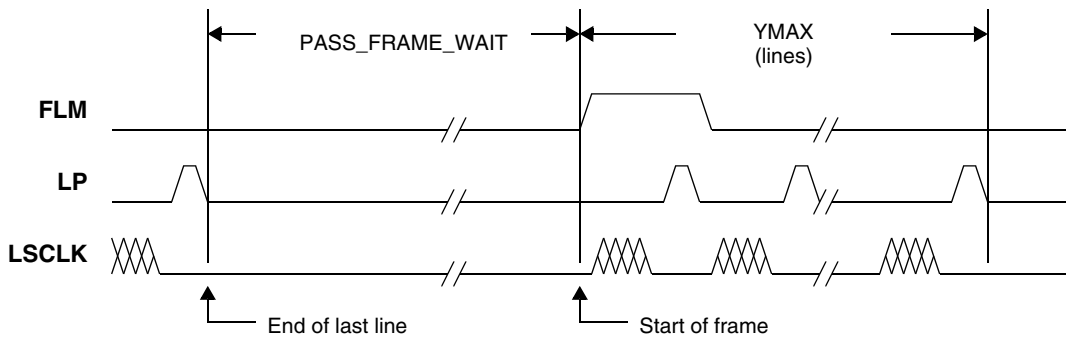 PASS_FRAME_WAIT
YMAX
(lines)
FLM
LP
LSCLK
End of last line
Start of frame